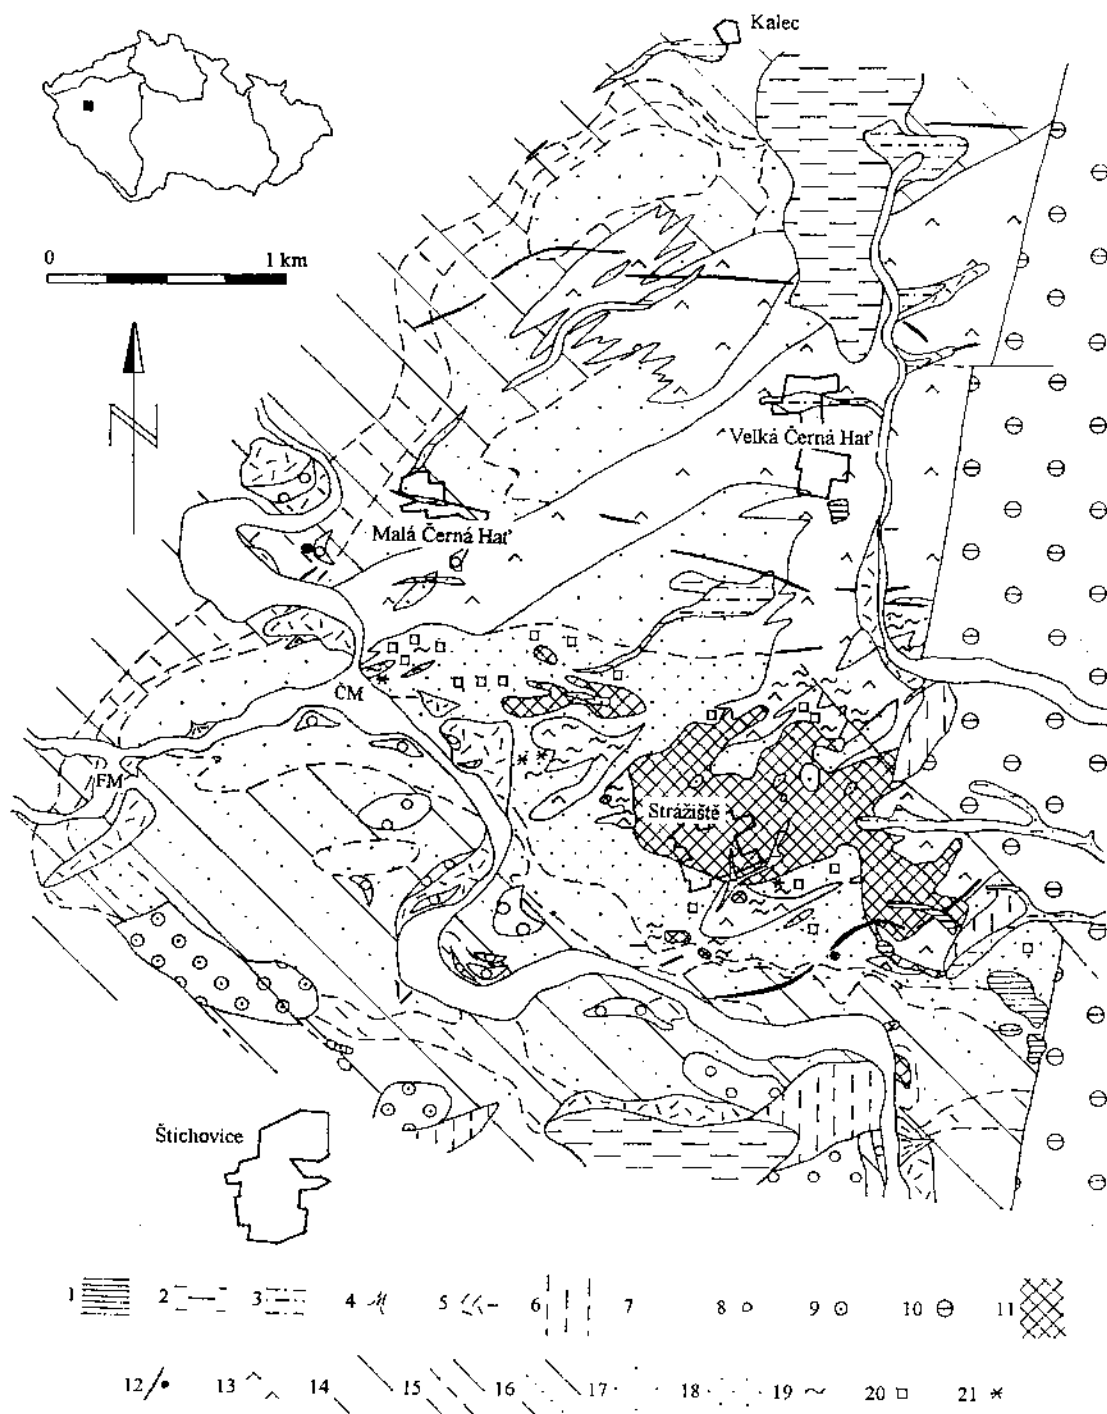 Kalec
0 1 km
Velká Černá Hať
Malá Černá Hať
ČM
FM
Strážiště
Štichovice
1 2 3 4 5 6 7 8 9 10 11
12 13 14 15 16 17 18 19 20 21